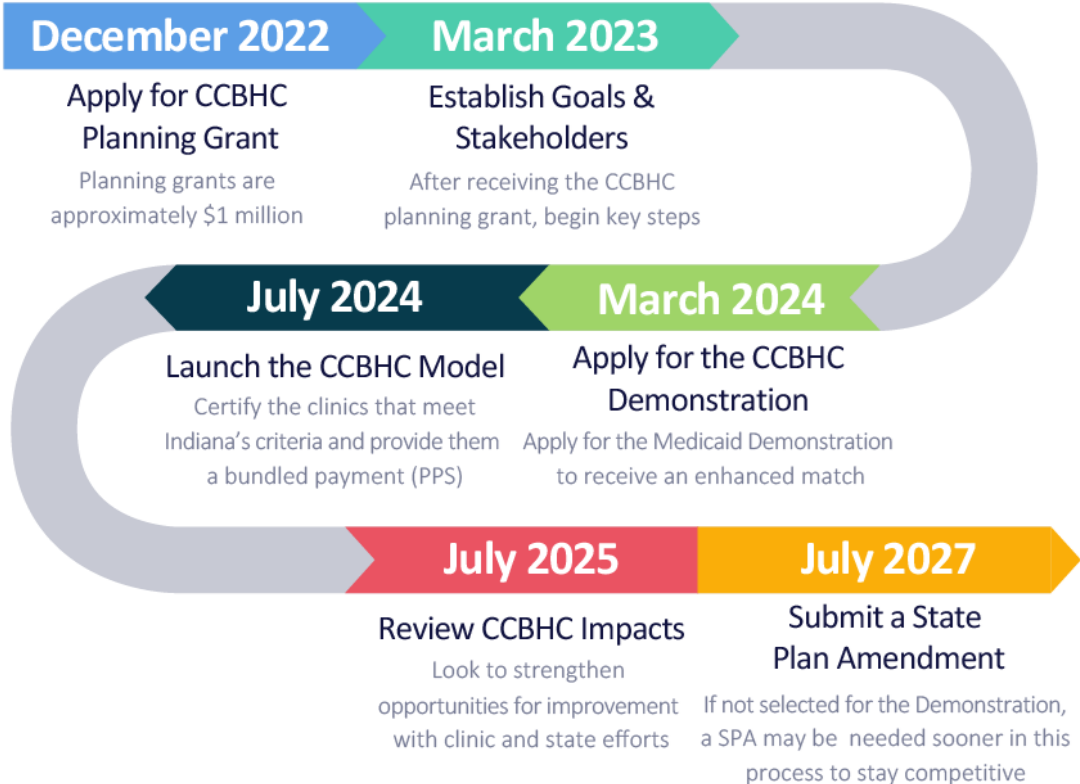 December 2022
Apply for CCBHC
Planning Grant
Planning grants are
approximately $1 million
March 2023
Establish Goals &
Stakeholders
After receiving the CCBHC
planning grant, begin key steps
March 2024
Apply for the CCBHC
Demonstration
Apply for the Medicaid Demonstration
to receive an enhanced match
July 2024
Launch the CCBHC Model
Certify the clinics that meet
Indiana's criteria and provide them
a bundled payment (PPS)
July 2025
Review CCBHC Impacts
Look to strengthen
opportunities for improvement
with clinic and state efforts
July 2027
Submit a State
Plan Amendment
If not selected for the Demonstration,
a SPA may be needed sooner in this
process to stay competitive